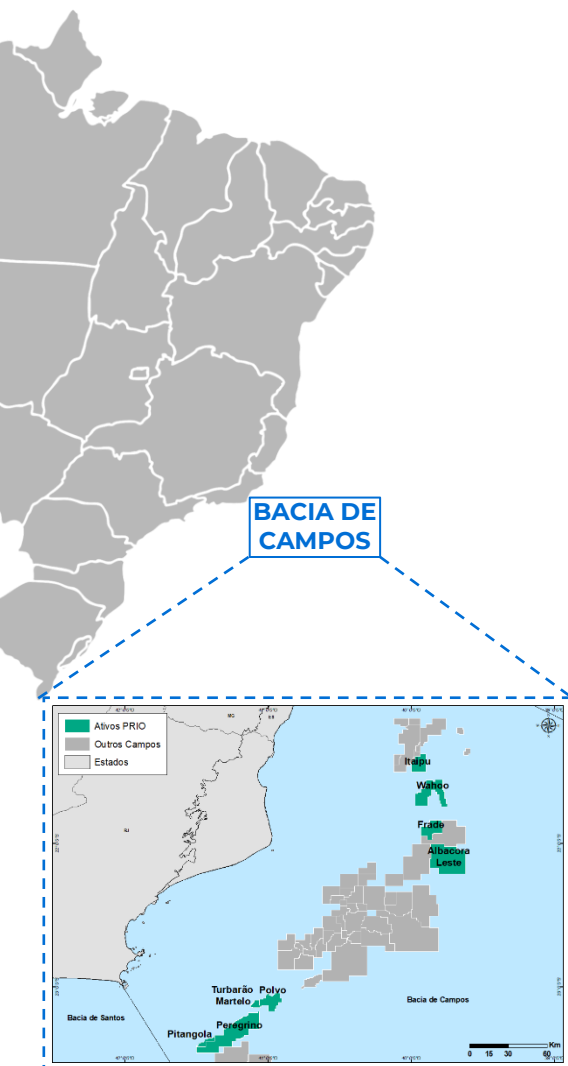 BACIA DE
CAMPOS
Ativos PRIO
Outros Campos
Estados
Itaipu
Wahoo
Frade
Albacora
Leste
Turbarão Polvo
Martelo
Peregrino
Pitangola
Bacia de Santos
Bacia de Campos
Km
0 15 30 60